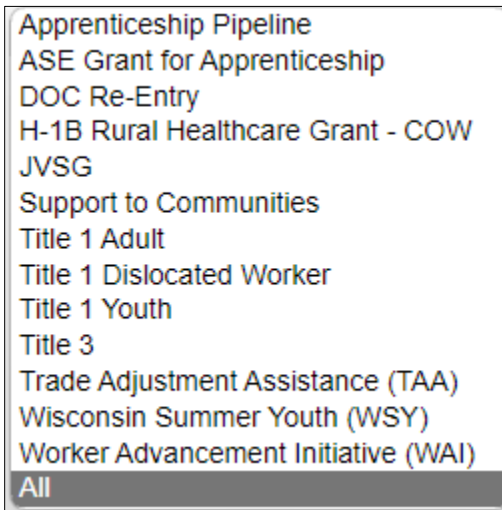 Apprenticeship Pipeline
ASE Grant for Apprenticeship
DOC Re-Entry
H-1B Rural Healthcare Grant - COW
JVSG
Support to Communities
Title 1 Adult
Title 1 Dislocated Worker
Title 1 Youth
Title 3
Trade Adjustment Assistance (TAA)
Wisconsin Summer Youth (WSY)
Worker Advancement Initiative (WAI)
All